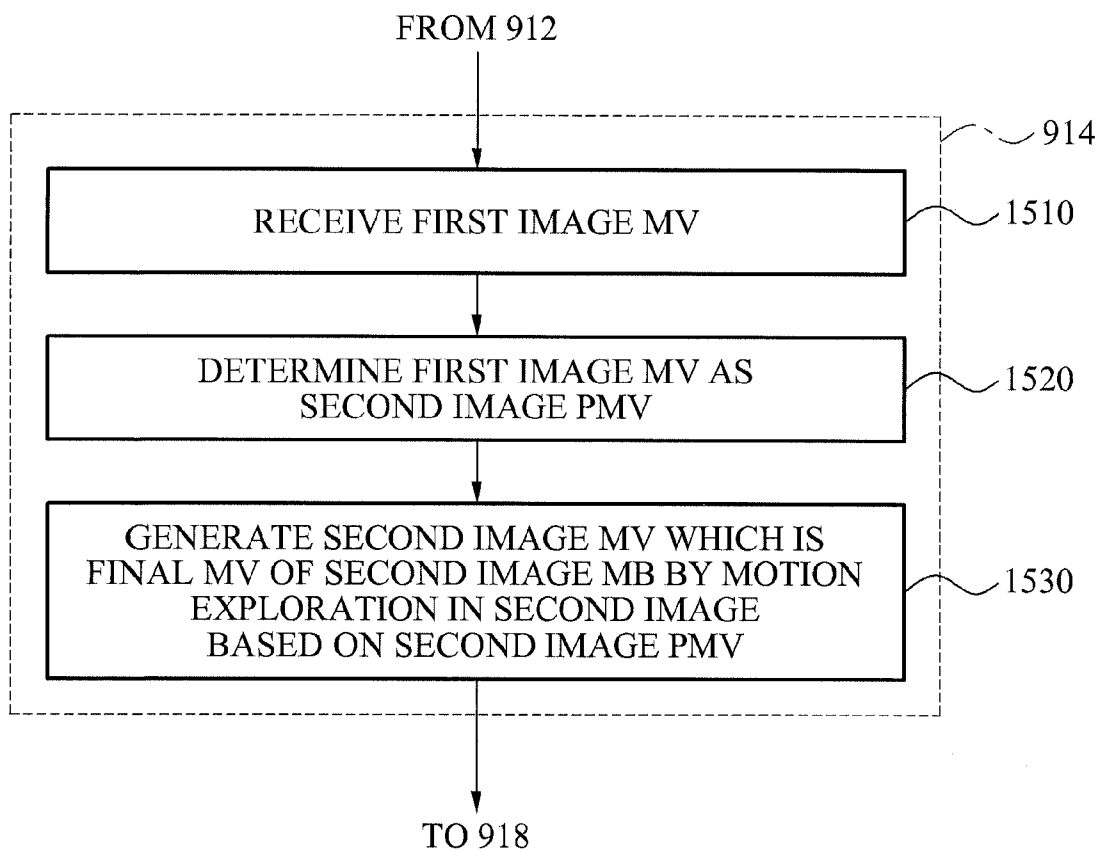 FROM 912
914
RECEIVE FIRST IMAGE MV
1510
DETERMINE FIRST IMAGE MV AS
SECOND IMAGE PMV
1520
GENERATE SECOND IMAGE MV WHICH IS
FINAL MV OF SECOND IMAGE MB BY MOTION
EXPLORATION IN SECOND IMAGE
BASED ON SECOND IMAGE PMV
1530
TO 918